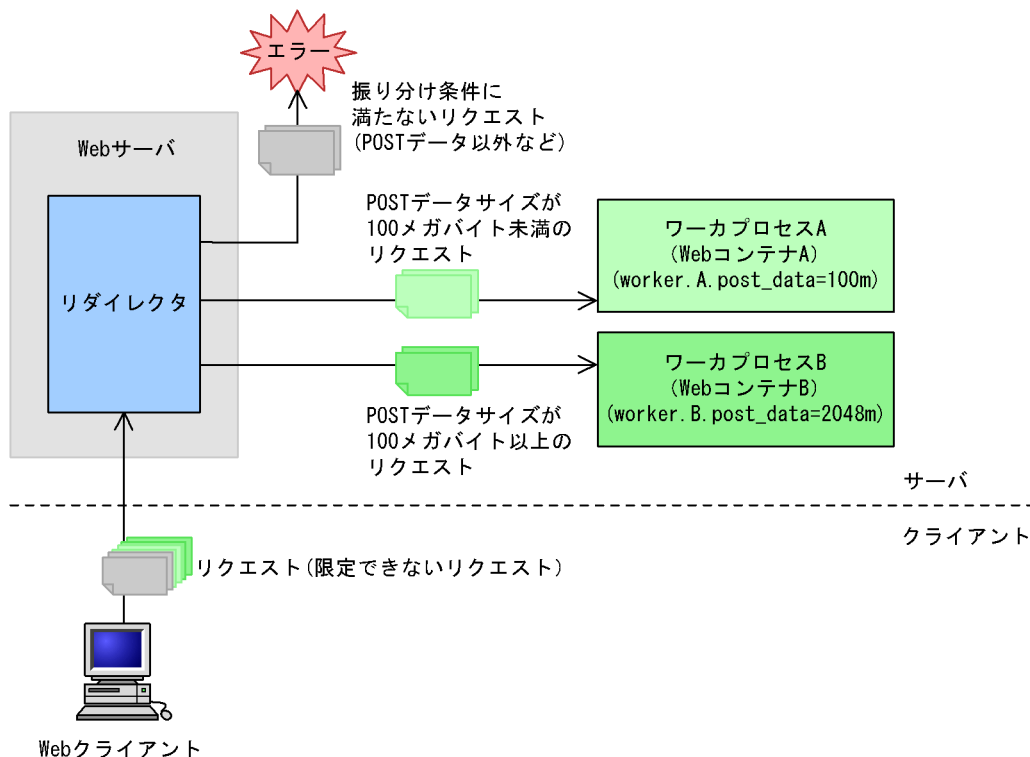 エラー
振り分け条件に
満たないリクエスト
(POSTデータ以外など)
Webサーバ
リダイレクタ
POSTデータサイズが
100メガバイト未満の
リクエスト
ワーカプロセスA
(WebコンテナA)
(worker.A.post_data=100m)
ワーカプロセスB
(WebコンテナB)
(worker.B.post_data=2048m)
POSTデータサイズが
100メガバイト以上の
リクエスト
サーバ
クライアント
リクエスト(限定できないリクエスト)
Webクライアント